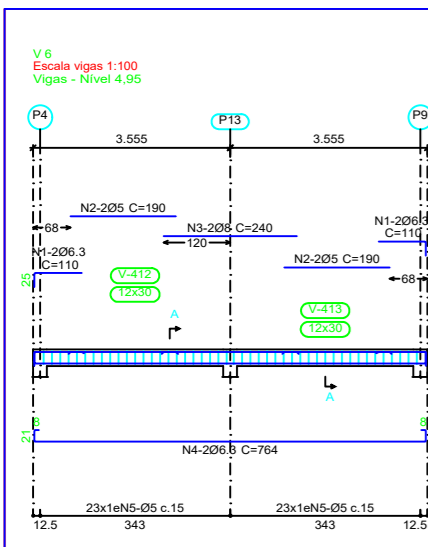 V 6
Escala vigas 1:100
Vigas - Nível 4,95
P4 P13 P9
3.555 3.555
N2-2Ø5 C=190
68
N3-2Ø8 C=240
120
N1-2Ø6.3
C=110
N1-2Ø6.3
C=110
N2-2Ø5 C=190
68
25
V-412
12x30
V-413
12x30
A
A
8 8
21
N4-2Ø6.3 C=764
23x1eN5-Ø5 c.15 23x1eN5-Ø5 c.15
12.5 343 343 12.5